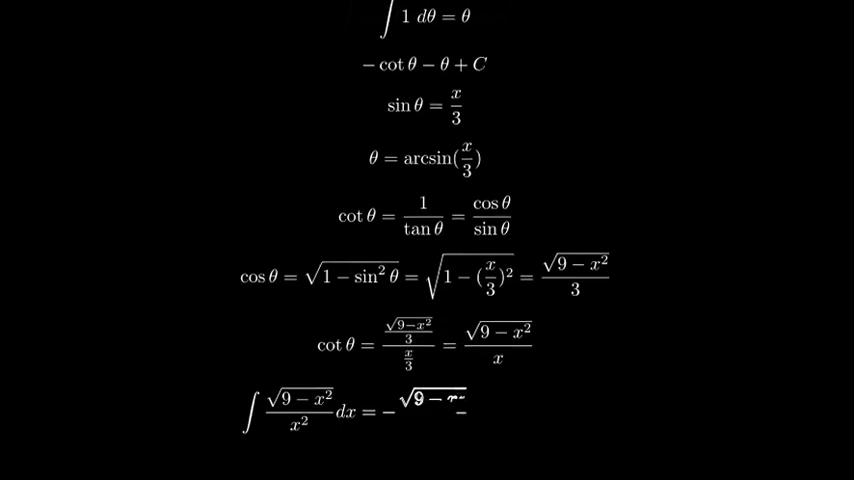 ∫ 1 dθ = θ
− cot θ − θ + C
sin θ = x/3
θ = arcsin(x/3)
cot θ = 1/tan θ = cos θ/sin θ
cos θ = √(1 − sin² θ) = √(1 − (x/3)²) = √(9 − x²)/3
cot θ = (√(9−x²)/3)/(x/3) = √(9 − x²)/x
∫ √(9 − x²)/x² dx = − √(9 −